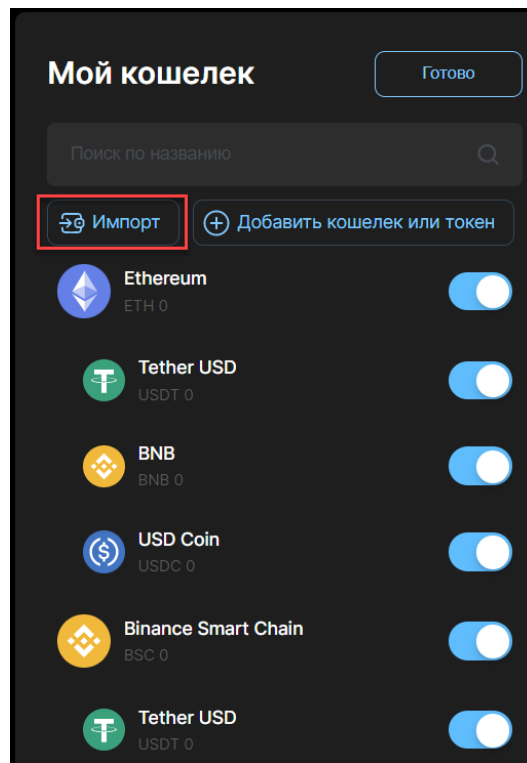 Мой кошелек
Готово
Поиск по названию
Импорт
Добавить кошелек или токен
Ethereum
ETH 0
Tether USD
USDT 0
BNB
BNB 0
USD Coin
USDC 0
Binance Smart Chain
BSC 0
Tether USD
USDT 0